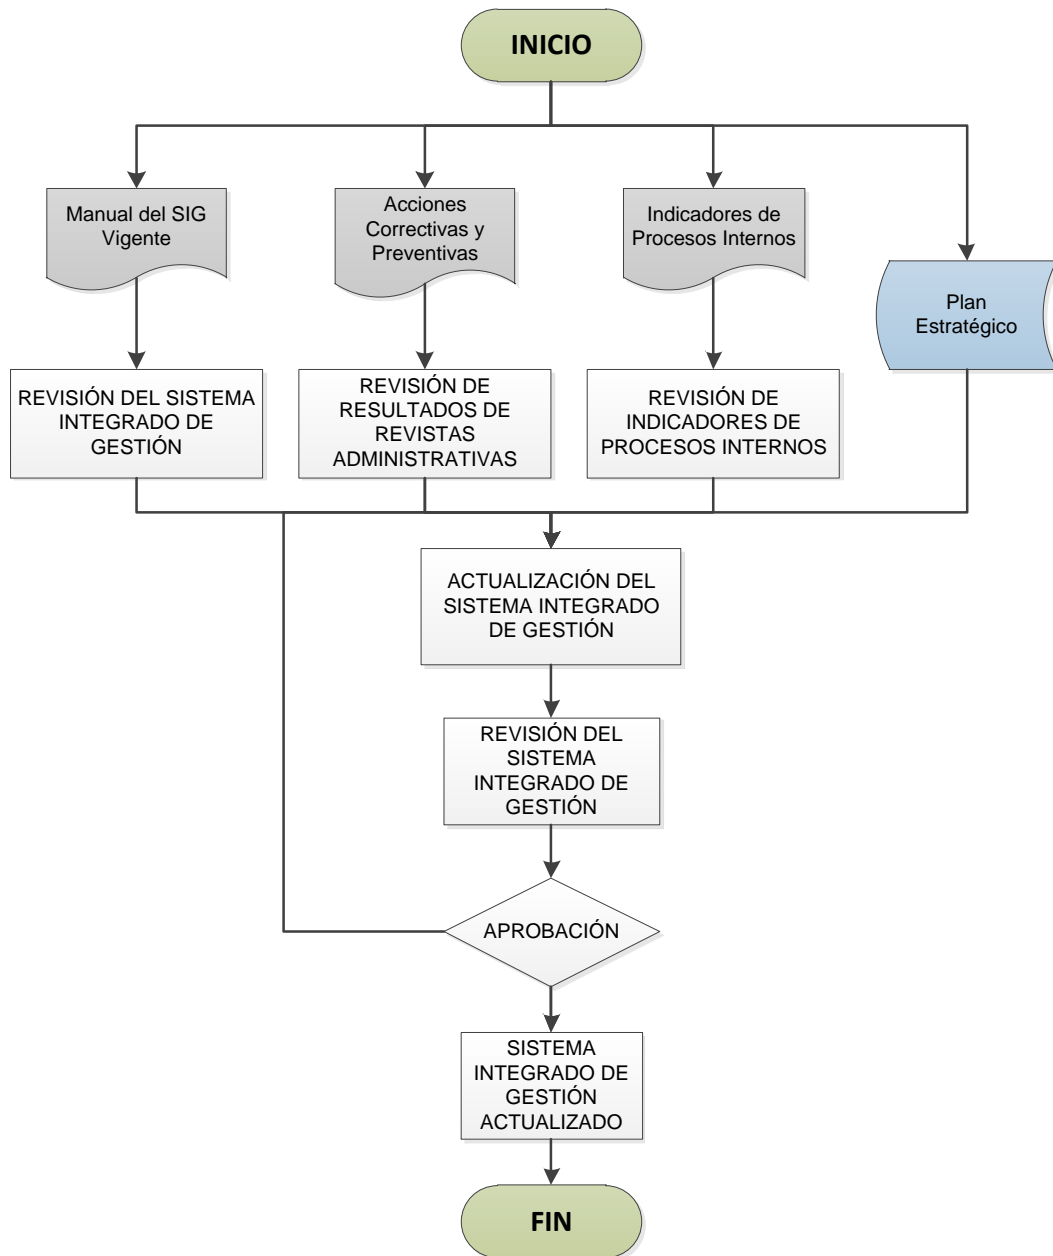 INICIO
Manual del SIG
Vigente
Acciones
Correctivas y
Preventivas
Indicadores de
Procesos Internos
Plan
Estratégico
REVISIÓN DEL SISTEMA
INTEGRADO DE
GESTIÓN
REVISIÓN DE
RESULTADOS DE
REVISTAS
ADMINISTRATIVAS
REVISIÓN DE
INDICADORES DE
PROCESOS INTERNOS
ACTUALIZACIÓN DEL
SISTEMA INTEGRADO
DE GESTIÓN
REVISIÓN DEL
SISTEMA
INTEGRADO DE
GESTIÓN
APROBACIÓN
SISTEMA
INTEGRADO DE
GESTIÓN
ACTUALIZADO
FIN